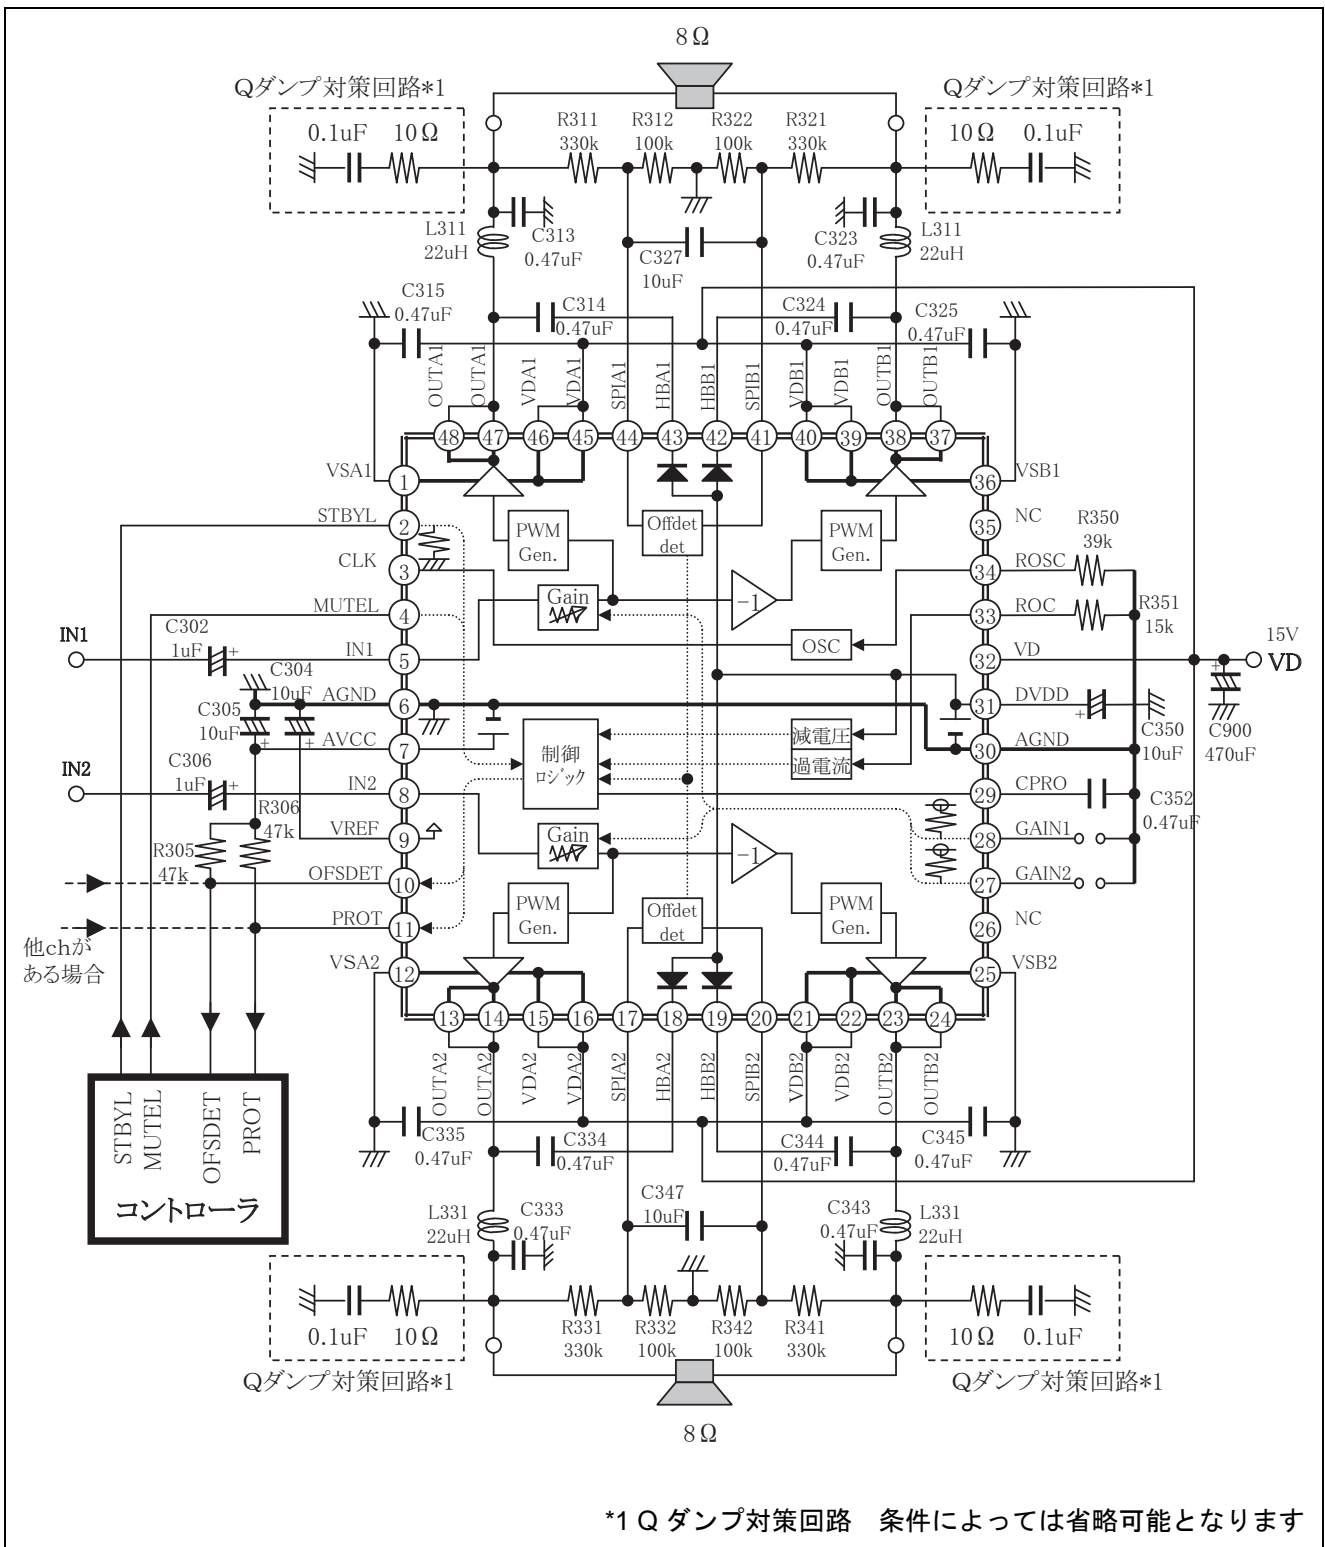 8Ω
Qダンプ対策回路*1
Qダンプ対策回路*1
0.1uF 10Ω
R311
330k
R312
100k
R322
100k
R321
330k
10Ω 0.1uF
L311
22uH
C313
0.47uF
C327
10uF
C323
0.47uF
L311
22uH
C315
0.47uF
C314
0.47uF
C324
0.47uF
C325
0.47uF
OUTA1
OUTA1
VDA1
VDA1
SPIA1
HBA1
HBB1
SPIB1
VDB1
VDB1
OUTB1
OUTB1
48 47 46 45 44 43 42 41 40 39 38 37
VSA1
1
36
VSB1
STBYL
2
35
NC
PWM
Gen.
Offdet
det
PWM
Gen.
R350
39k
CLK
3
34
ROSC
Gain
-1
MUTEL
4
33
ROC
R351
15k
OSC
IN1
C302
1uF
+
IN1
5
32
VD
15V
VD
C304
10uF
AGND
6
31
DVDD
+
C350
10uF
+
C900
470uF
C305
10uF
+
+
AVCC
7
30
AGND
制御
ロジック
減電圧
過電流
IN2
C306
1uF
+
IN2
8
29
CPRO
C352
0.47uF
R306
47k
VREF
9
28
GAIN1
Gain
-1
R305
47k
OFSDET
10
27
GAIN2
PROT
11
26
NC
PWM
Gen.
Offdet
det
PWM
Gen.
他chが
ある場合
VSA2
12
25
VSB2
13 14 15 16 17 18 19 20 21 22 23 24
OUTA2
OUTA2
VDA2
VDA2
SPIA2
HBA2
HBB2
SPIB2
VDB2
VDB2
OUTB2
OUTB2
STBYL
MUTEL
OFSDET
PROT
コントローラ
C335
0.47uF
C334
0.47uF
C344
0.47uF
C345
0.47uF
L331
22uH
C333
0.47uF
C347
10uF
C343
0.47uF
L331
22uH
0.1uF 10Ω
R331
330k
R332
100k
R342
100k
R341
330k
10Ω 0.1uF
Qダンプ対策回路*1
Qダンプ対策回路*1
8Ω
*1 Q ダンプ対策回路 条件によっては省略可能となります